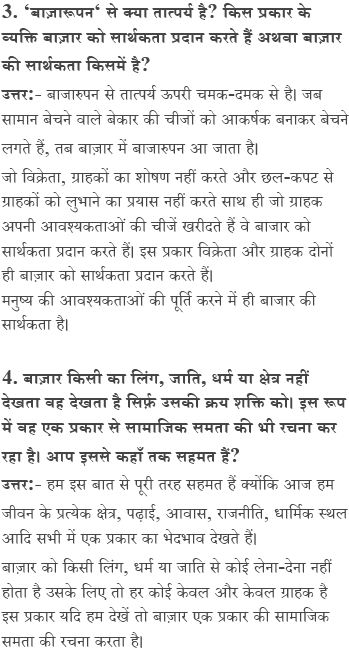 3. ‘बाज़ारूपन‘ से क्या तात्पर्य है? किस प्रकार के
व्यक्ति बाज़ार को सार्थकता प्रदान करते हैं अथवा बाज़ार
की सार्थकता किसमें है?
उत्तर:- बाजारुपन से तात्पर्य ऊपरी चमक-दमक से है। जब
सामान बेचने वाले बेकार की चीजों को आकर्षक बनाकर बेचने
लगते हैं, तब बाज़ार में बाजारुपन आ जाता है।
जो विक्रेता, ग्राहकों का शोषण नहीं करते और छल-कपट से
ग्राहकों को लुभाने का प्रयास नहीं करते साथ ही जो ग्राहक
अपनी आवश्यकताओं की चीजें खरीदते हैं वे बाजार को
सार्थकता प्रदान करते हैं। इस प्रकार विक्रेता और ग्राहक दोनों
ही बाज़ार को सार्थकता प्रदान करते हैं।
मनुष्य की आवश्यकताओं की पूर्ति करने में ही बाजार की
सार्थकता है।
4. बाज़ार किसी का लिंग, जाति, धर्म या क्षेत्र नहीं
देखता वह देखता है सिर्फ़ उसकी क्रय शक्ति को। इस रूप
में वह एक प्रकार से सामाजिक समता की भी रचना कर
रहा है। आप इससे कहाँ तक सहमत हैं?
उत्तर:- हम इस बात से पूरी तरह सहमत हैं क्योंकि आज हम
जीवन के प्रत्येक क्षेत्र, पढ़ाई, आवास, राजनीति, धार्मिक स्थल
आदि सभी में एक प्रकार का भेदभाव देखते हैं।
बाज़ार को किसी लिंग, धर्म या जाति से कोई लेना-देना नहीं
होता है उसके लिए तो हर कोई केवल और केवल ग्राहक है
इस प्रकार यदि हम देखें तो बाज़ार एक प्रकार की सामाजिक
समता की रचना करता है।